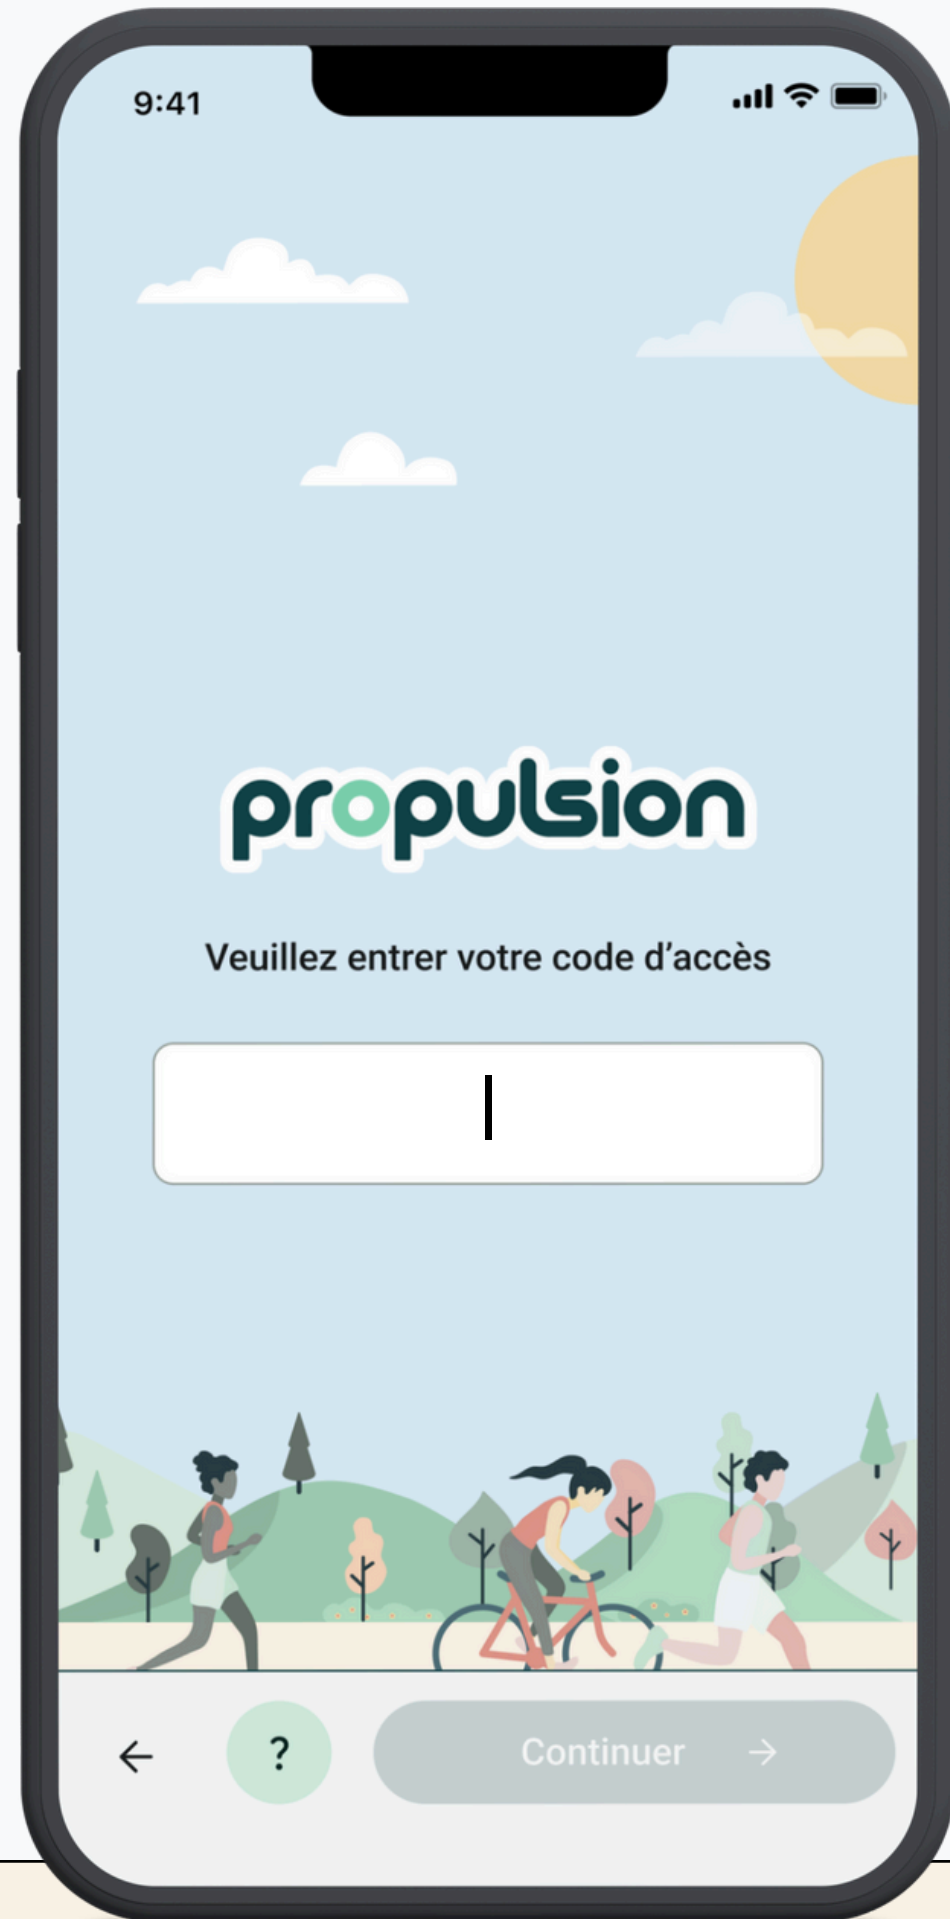 9:41
propulsion
Veuillez entrer votre code d’accès
?
Continuer